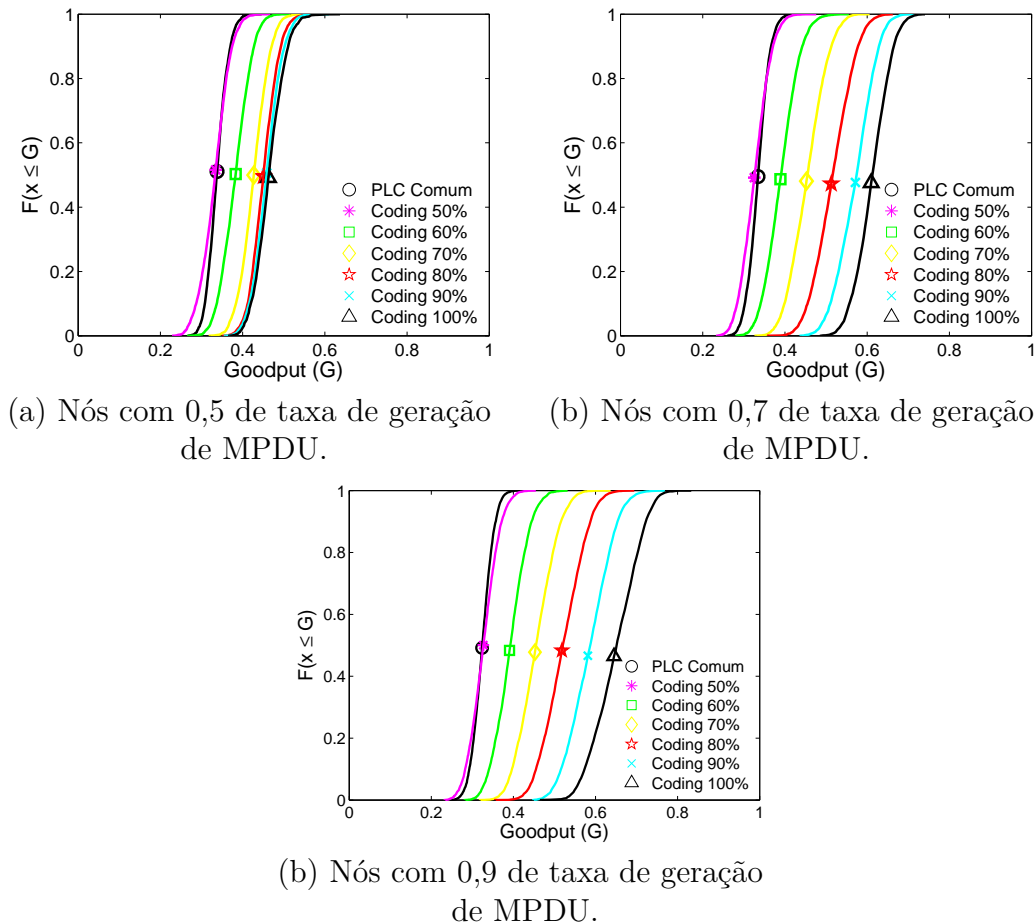 1
0.8
0.6
0.4
0.2
0
F(x ≤ G)
0 0.2 0.4 0.6 0.8 1
Goodput (G)
PLC Comum
Coding 50%
Coding 60%
Coding 70%
Coding 80%
Coding 90%
Coding 100%
(a) Nós com 0,5 de taxa de geração
de MPDU.
1
0.8
0.6
0.4
0.2
0
F(x ≤ G)
0 0.2 0.4 0.6 0.8 1
Goodput (G)
PLC Comum
Coding 50%
Coding 60%
Coding 70%
Coding 80%
Coding 90%
Coding 100%
(b) Nós com 0,7 de taxa de geração
de MPDU.
1
0.8
0.6
0.4
0.2
0
F(x ≤ G)
0 0.2 0.4 0.6 0.8 1
Goodput (G)
PLC Comum
Coding 50%
Coding 60%
Coding 70%
Coding 80%
Coding 90%
Coding 100%
(b) Nós com 0,9 de taxa de geração
de MPDU.